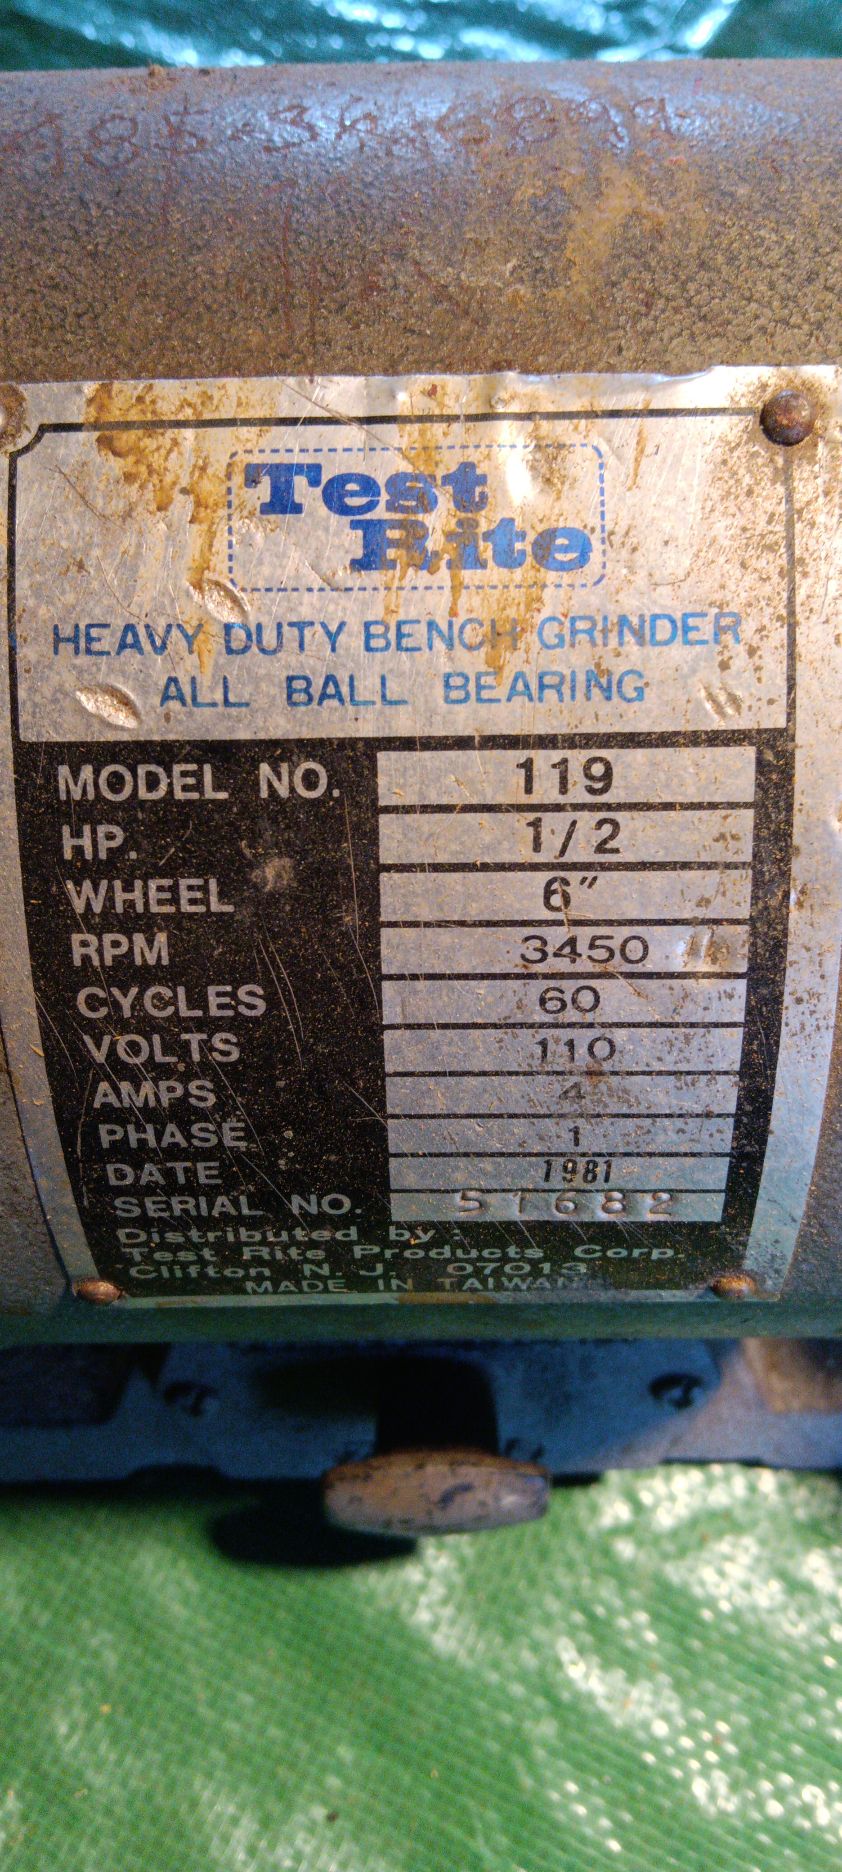 Test
Rite
HEAVY DUTY BENCH GRINDER
ALL BALL BEARING
MODEL NO. 119
HP. 1/2
WHEEL 6"
RPM 3450
CYCLES 60
VOLTS 110
AMPS 4
PHASE 1
DATE 1981
SERIAL NO. 51682
Distributed by:
Test Rite Products Corp.
Clifton N. J. 07013
MADE IN TAIWAN